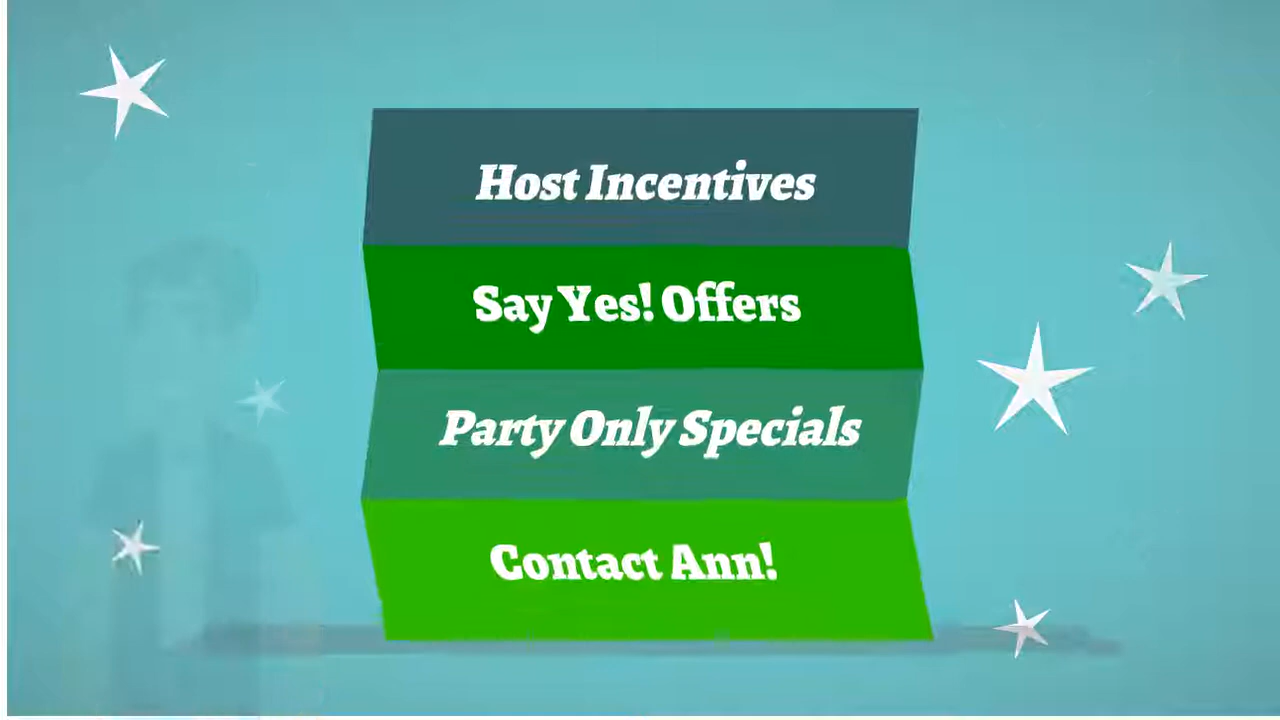 Host Incentives
Say Yes! Offers
Party Only Specials
Contact Ann!